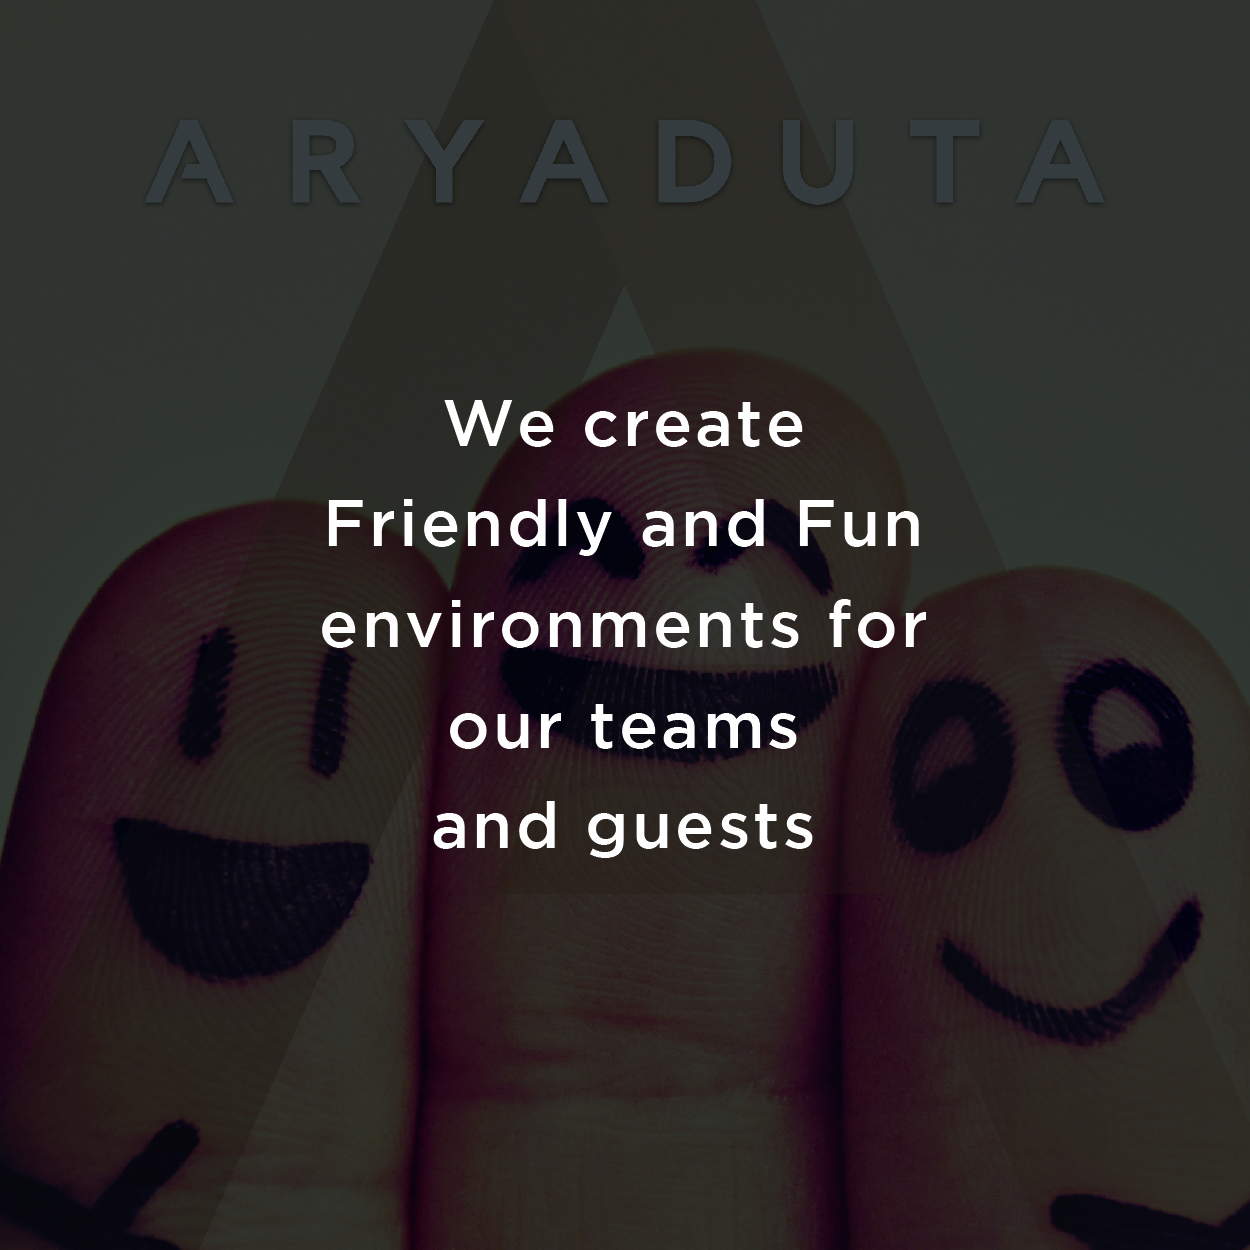 ARYADUTA
We create
Friendly and Fun
environments for
our teams
and guests